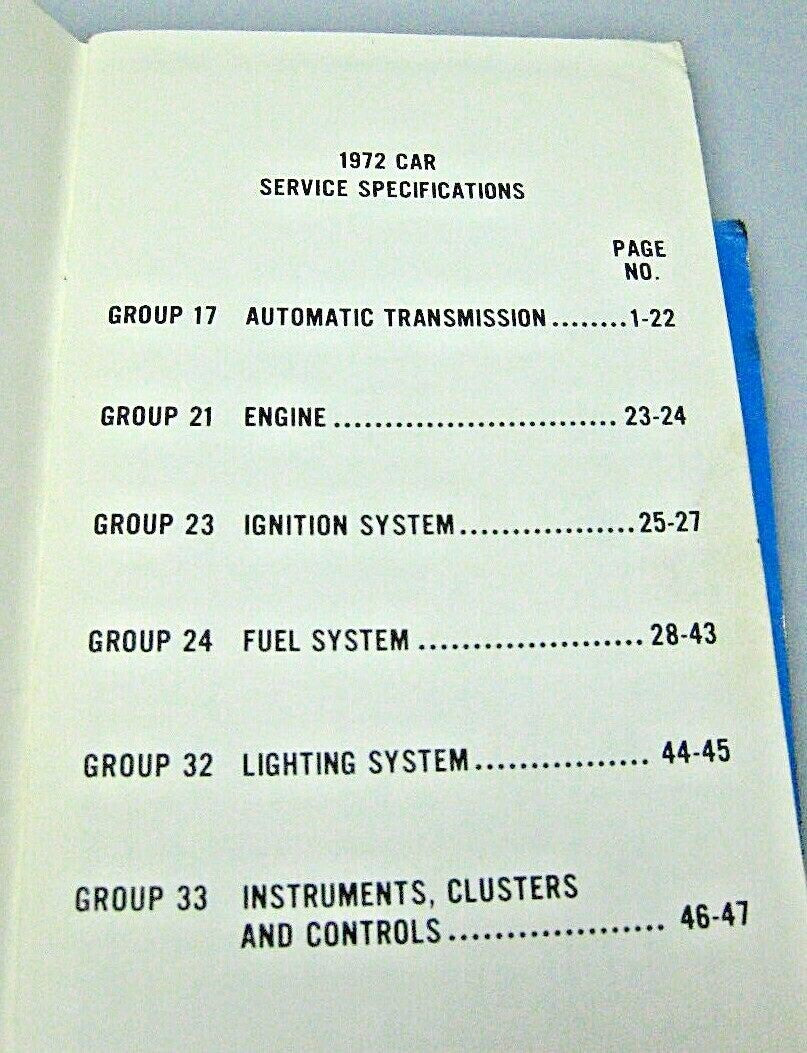 1972 CAR
SERVICE SPECIFICATIONS
PAGE
NO.
GROUP 17 AUTOMATIC TRANSMISSION........1-22
GROUP 21 ENGINE............................ 23-24
GROUP 23 IGNITION SYSTEM.................25-27
GROUP 24 FUEL SYSTEM ...................... 28-43
GROUP 32 LIGHTING SYSTEM................ 44-45
GROUP 33 INSTRUMENTS, CLUSTERS
AND CONTROLS.................... 46-47